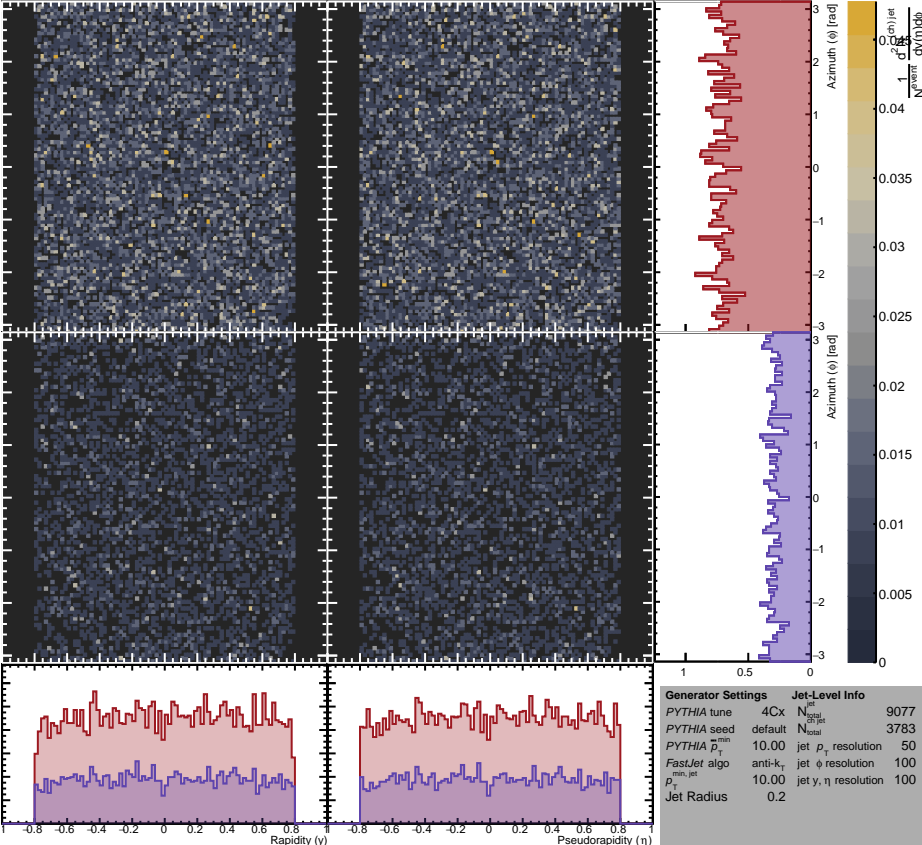 3
2
1
0
−1
−2
−3
Azimuth (ϕ) [rad]
3
2
1
0
−1
−2
−3
Azimuth (ϕ) [rad]
1
0.5
0
0.04
0.035
0.03
0.025
0.02
0.015
0.01
0.005
0
1 -0.8 -0.6 -0.4 -0.2 0 0.2 0.4 0.6 0.8 1
Rapidity (y)
-0.8 -0.6 -0.4 -0.2 0 0.2 0.4 0.6 0.8 1
Pseudorapidity (η)
Generator Settings Jet-Level Info
PYTHIA tune 4Cx N jet total 9077
PYTHIA seed default N ch jet total 3783
PYTHIA p̂ T min 10.00 jet p T resolution 50
FastJet algo anti-k T jet ϕ resolution 100
p T min, jet 10.00 jet y, η resolution 100
Jet Radius 0.2